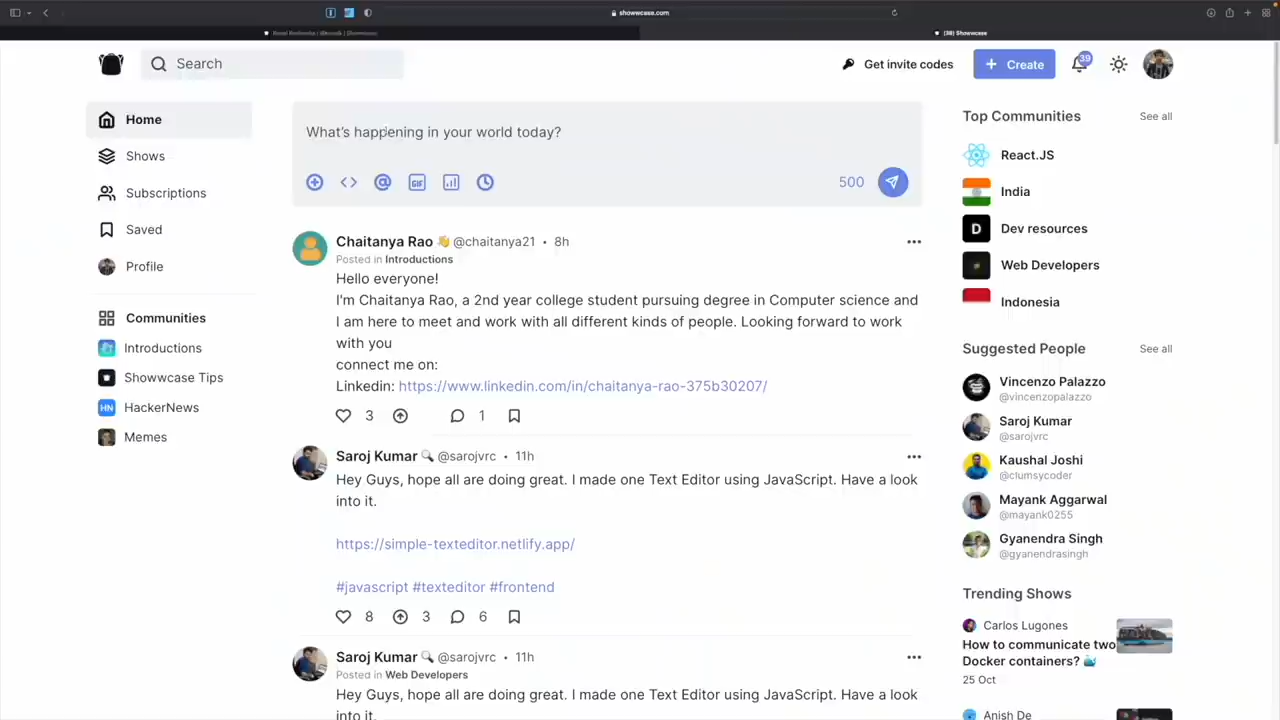 showwcase.com
(39) Showwcase
Search
Get invite codes
Create
39
Home
Shows
Subscriptions
Saved
Profile
Communities
Introductions
Showwcase Tips
HN
HackerNews
Memes
What's happening in your world today?
GIF
500
Chaitanya Rao 👋 @chaitanya21 • 8h
Posted in Introductions
Hello everyone!
I'm Chaitanya Rao, a 2nd year college student pursuing degree in Computer science and
I am here to meet and work with all different kinds of people. Looking forward to work
with you
connect me on:
Linkedin: https://www.linkedin.com/in/chaitanya-rao-375b30207/
3
1
Saroj Kumar 🔍 @sarojvrc • 11h
Hey Guys, hope all are doing great. I made one Text Editor using JavaScript. Have a look
into it.
https://simple-texteditor.netlify.app/
#javascript #texteditor #frontend
8
3
6
Saroj Kumar 🔍 @sarojvrc • 11h
Posted in Web Developers
Hey Guys, hope all are doing great. I made one Text Editor using JavaScript. Have a look
into it.
Top Communities
See all
React.JS
India
D
Dev resources
Web Developers
Indonesia
Suggested People
See all
Vincenzo Palazzo
@vincenzopalazzo
Saroj Kumar
@sarojvrc
Kaushal Joshi
@clumsycoder
Mayank Aggarwal
@mayank0255
Gyanendra Singh
@gyanendrasingh
Trending Shows
Carlos Lugones
How to communicate two
Docker containers? 🐳
25 Oct
Anish De